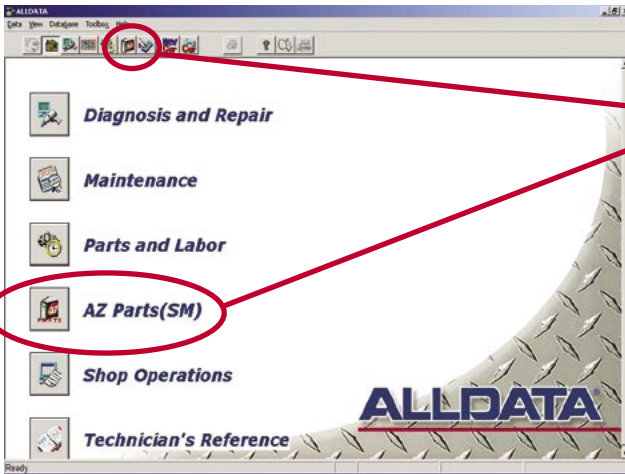 ALLDATA
Data View Database Toolbox Help
Diagnosis and Repair
Maintenance
Parts and Labor
AZ Parts(SM)
Shop Operations
ALLDATA
Technician's Reference
Ready